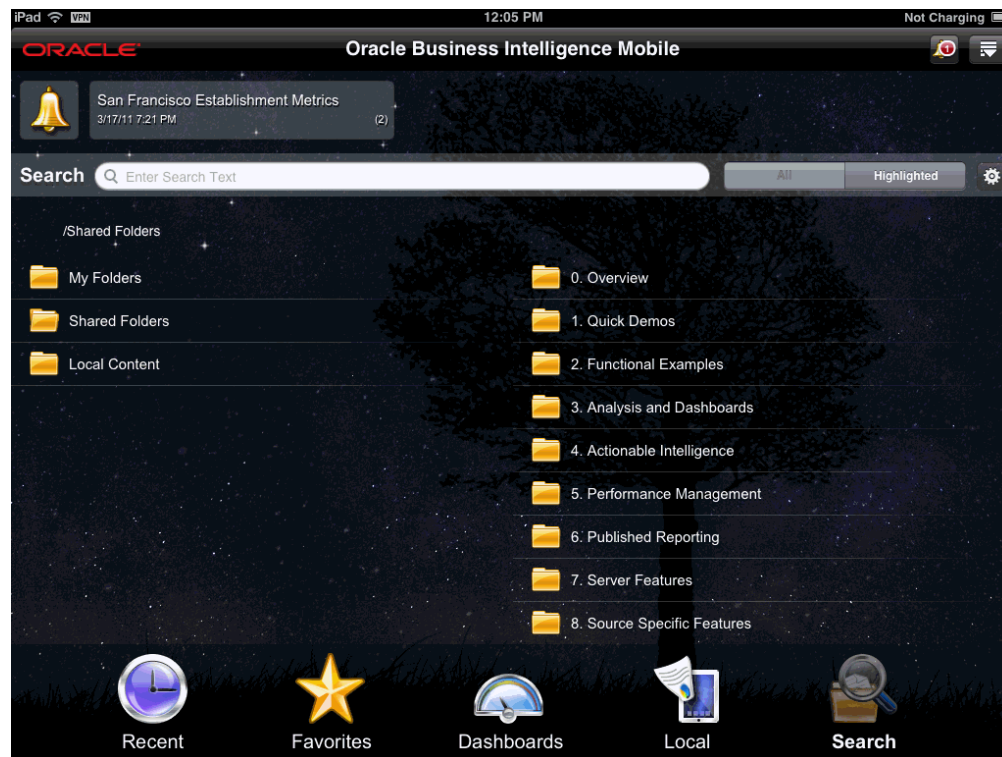 iPad VPN 12:05 PM Not Charging
ORACLE Oracle Business Intelligence Mobile 1
San Francisco Establishment Metrics
3/17/11 7:21 PM (2)
Search Enter Search Text All Highlighted
/Shared Folders
My Folders
Shared Folders
Local Content
0. Overview
1. Quick Demos
2. Functional Examples
3. Analysis and Dashboards
4. Actionable Intelligence
5. Performance Management
6. Published Reporting
7. Server Features
8. Source Specific Features
Recent Favorites Dashboards Local Search